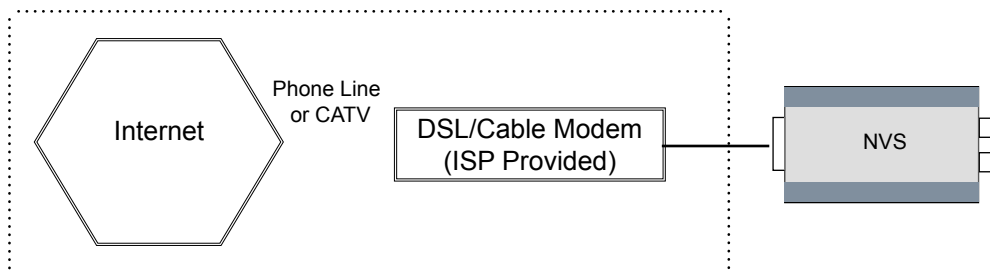 Internet
Phone Line
or CATV
DSL/Cable Modem
(ISP Provided)
NVS